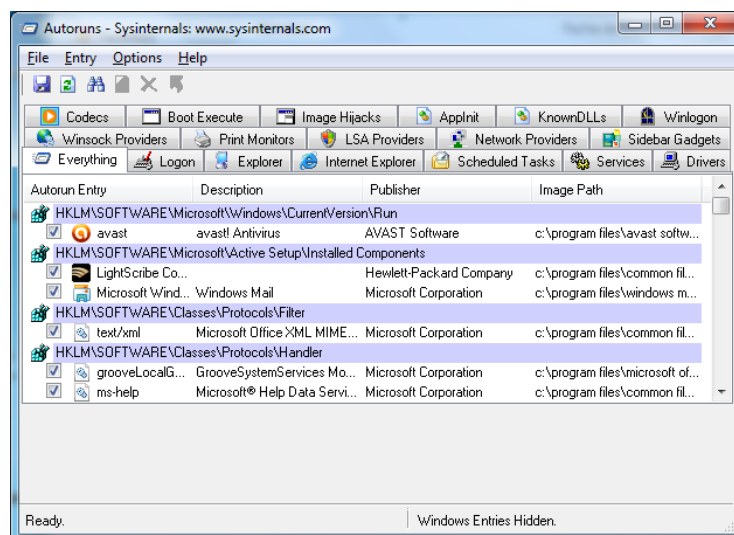 Autoruns - Sysinternals: www.sysinternals.com
File Entry Options Help
Codecs Boot Execute Image Hijacks AppInit KnownDLLs Winlogon
Winsock Providers Print Monitors LSA Providers Network Providers Sidebar Gadgets
Everything Logon Explorer Internet Explorer Scheduled Tasks Services Drivers
Autorun Entry Description Publisher Image Path
HKLM\SOFTWARE\Microsoft\Windows\CurrentVersion\Run
avast avast! Antivirus AVAST Software c:\program files\avast softw...
HKLM\SOFTWARE\Microsoft\Active Setup\Installed Components
LightScribe Co... Hewlett-Packard Company c:\program files\common fil...
Microsoft Wind... Windows Mail Microsoft Corporation c:\program files\windows m...
HKLM\SOFTWARE\Classes\Protocols\Filter
text/xml Microsoft Office XML MIME... Microsoft Corporation c:\program files\common fil...
HKLM\SOFTWARE\Classes\Protocols\Handler
grooveLocalG... GrooveSystemServices Mo... Microsoft Corporation c:\program files\microsoft of...
ms-help Microsoft® Help Data Servi... Microsoft Corporation c:\program files\common fil...
Ready. Windows Entries Hidden.